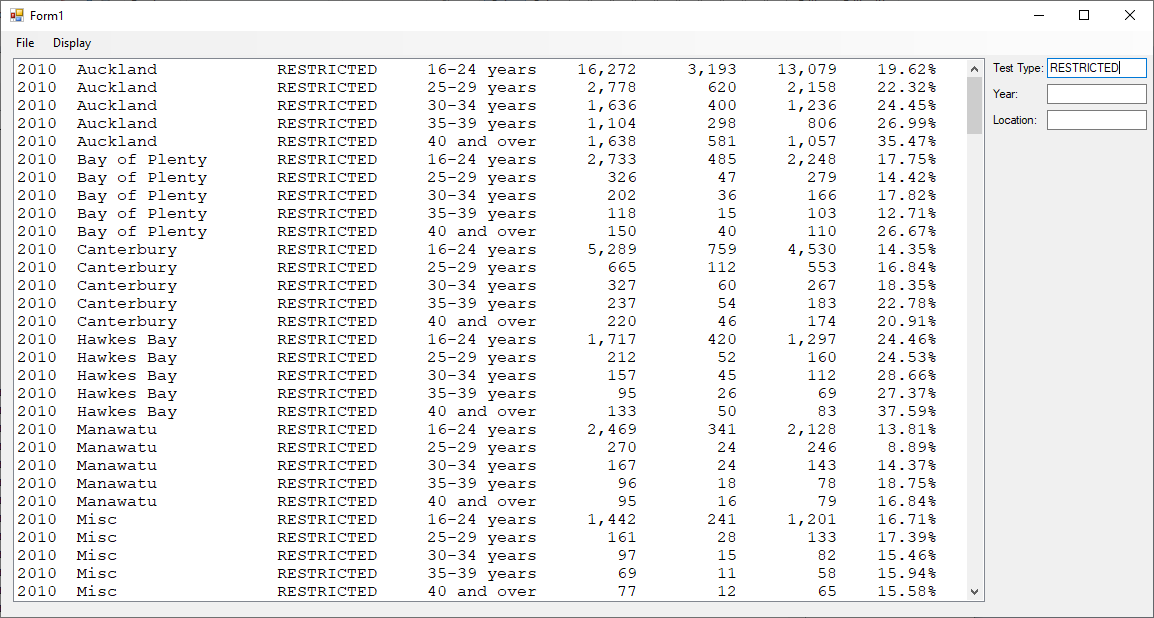 Form1
File Display
2010 Auckland RESTRICTED 16-24 years 16,272 3,193 13,079 19.62%
2010 Auckland RESTRICTED 25-29 years 2,778 620 2,158 22.32%
2010 Auckland RESTRICTED 30-34 years 1,636 400 1,236 24.45%
2010 Auckland RESTRICTED 35-39 years 1,104 298 806 26.99%
2010 Auckland RESTRICTED 40 and over 1,638 581 1,057 35.47%
2010 Bay of Plenty RESTRICTED 16-24 years 2,733 485 2,248 17.75%
2010 Bay of Plenty RESTRICTED 25-29 years 326 47 279 14.42%
2010 Bay of Plenty RESTRICTED 30-34 years 202 36 166 17.82%
2010 Bay of Plenty RESTRICTED 35-39 years 118 15 103 12.71%
2010 Bay of Plenty RESTRICTED 40 and over 150 40 110 26.67%
2010 Canterbury RESTRICTED 16-24 years 5,289 759 4,530 14.35%
2010 Canterbury RESTRICTED 25-29 years 665 112 553 16.84%
2010 Canterbury RESTRICTED 30-34 years 327 60 267 18.35%
2010 Canterbury RESTRICTED 35-39 years 237 54 183 22.78%
2010 Canterbury RESTRICTED 40 and over 220 46 174 20.91%
2010 Hawkes Bay RESTRICTED 16-24 years 1,717 420 1,297 24.46%
2010 Hawkes Bay RESTRICTED 25-29 years 212 52 160 24.53%
2010 Hawkes Bay RESTRICTED 30-34 years 157 45 112 28.66%
2010 Hawkes Bay RESTRICTED 35-39 years 95 26 69 27.37%
2010 Hawkes Bay RESTRICTED 40 and over 133 50 83 37.59%
2010 Manawatu RESTRICTED 16-24 years 2,469 341 2,128 13.81%
2010 Manawatu RESTRICTED 25-29 years 270 24 246 8.89%
2010 Manawatu RESTRICTED 30-34 years 167 24 143 14.37%
2010 Manawatu RESTRICTED 35-39 years 96 18 78 18.75%
2010 Manawatu RESTRICTED 40 and over 95 16 79 16.84%
2010 Misc RESTRICTED 16-24 years 1,442 241 1,201 16.71%
2010 Misc RESTRICTED 25-29 years 161 28 133 17.39%
2010 Misc RESTRICTED 30-34 years 97 15 82 15.46%
2010 Misc RESTRICTED 35-39 years 69 11 58 15.94%
2010 Misc RESTRICTED 40 and over 77 12 65 15.58%
Test Type: RESTRICTED
Year:
Location: